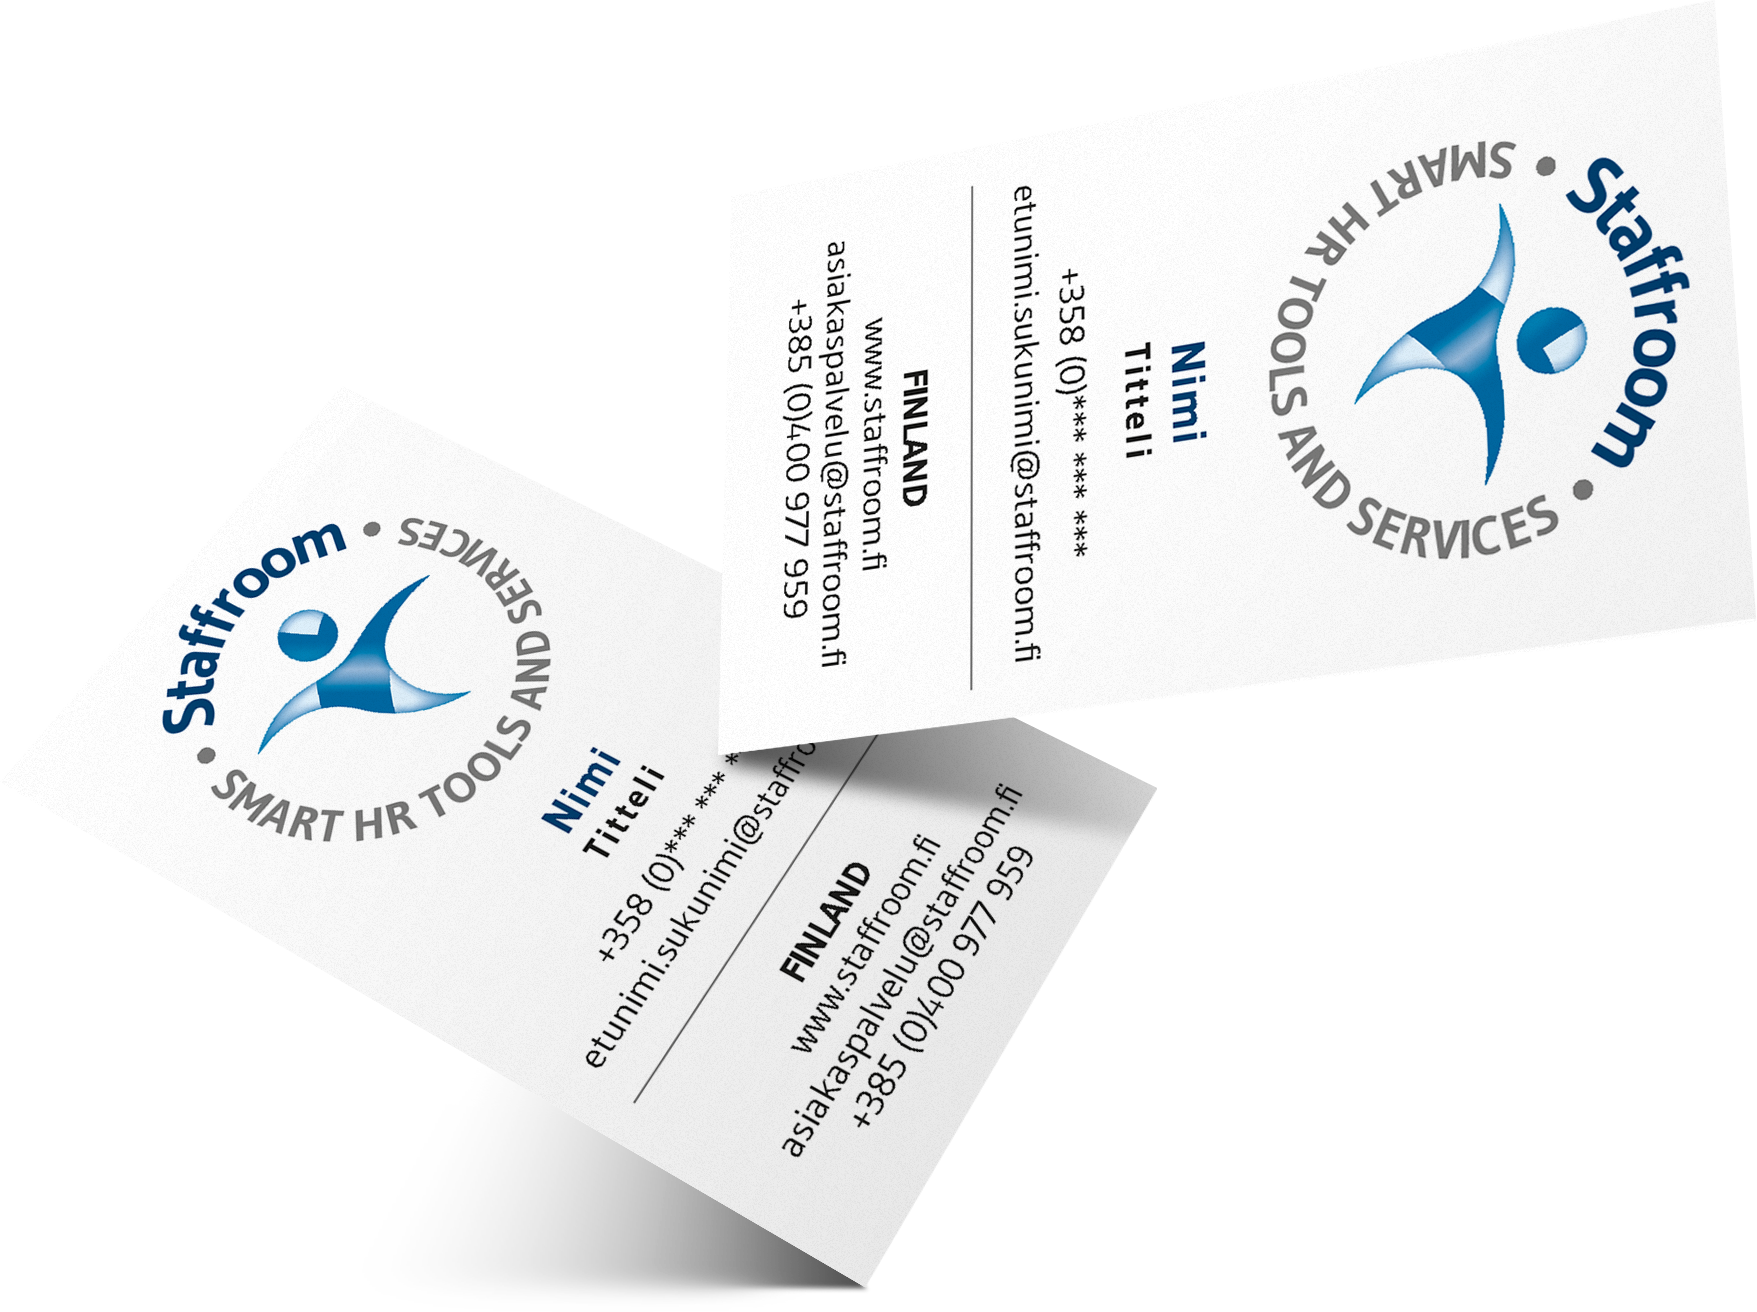 Staffroom • SMART HR TOOLS AND SERVICES •
Nimi
Titteli
+358 (0)*** *** ***
etunimi.sukunimi@staffroom.fi
FINLAND
www.staffroom.fi
asiakaspalvelu@staffroom.fi
+385 (0)400 977 959
Staffroom • SMART HR TOOLS AND SERVICES •
Nimi
Titteli
+358 (0)*** *** *
etunimi.sukunimi@staffro
FINLAND
www.staffroom.fi
asiakaspalvelu@staffroom.fi
+385 (0)400 977 959